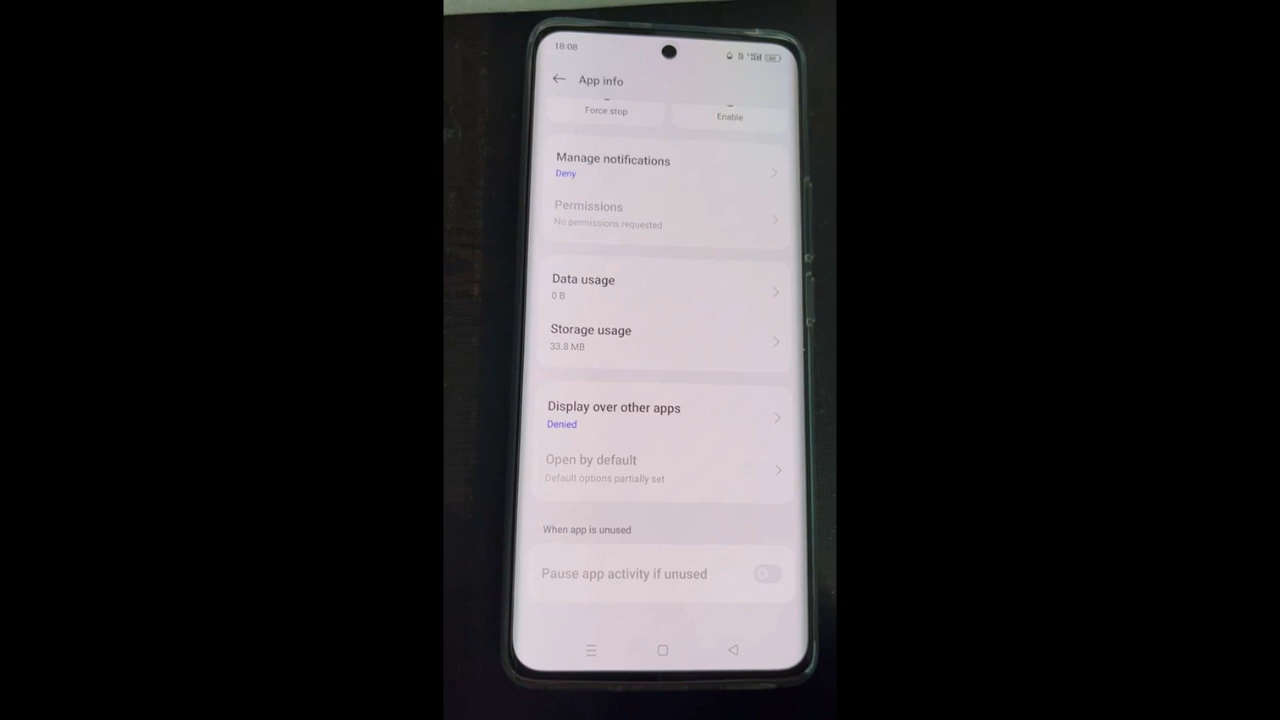 18:08
App info
Force stop
Enable
Manage notifications
Deny
Permissions
No permissions requested
Data usage
0 B
Storage usage
33.8 MB
Display over other apps
Denied
Open by default
Default options partially set
When app is unused
Pause app activity if unused